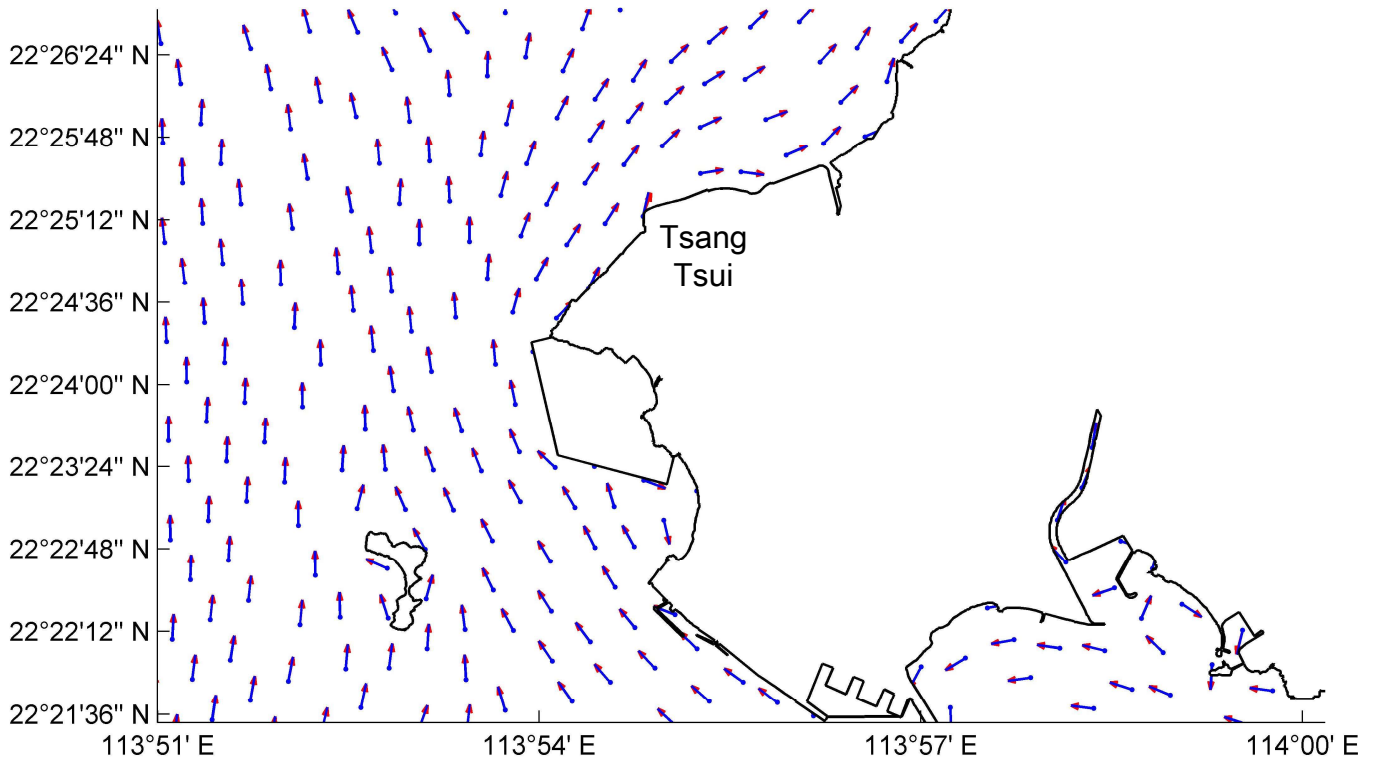 22°26'24" N
22°25'48" N
22°25'12" N
Tsang
Tsui
22°24'36" N
22°24'00" N
22°23'24" N
22°22'48" N
22°22'12" N
22°21'36" N
113°51' E
113°54' E
113°57' E
114°00' E